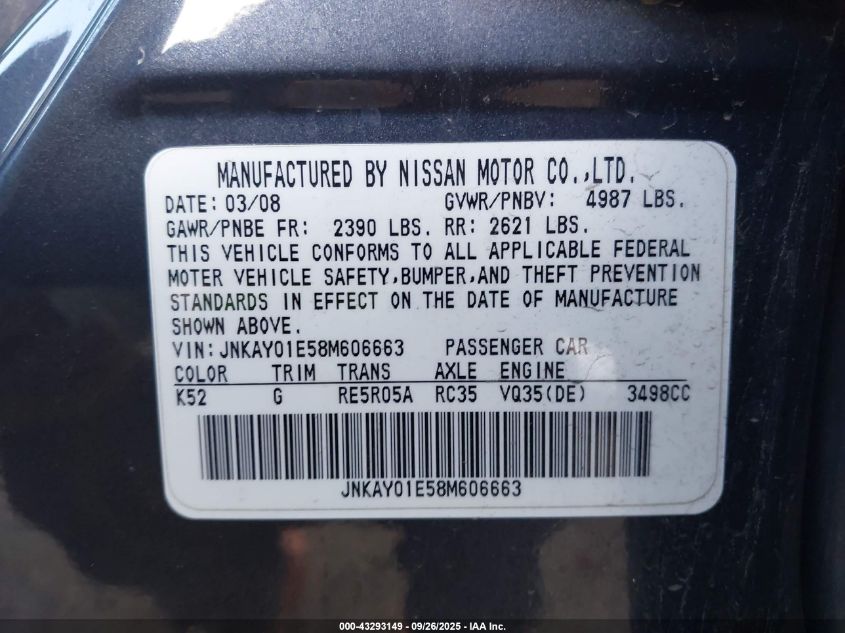 MANUFACTURED BY NISSAN MOTOR CO.,LTD.
DATE: 03/08 GVWR/PNBV: 4987 LBS.
GAWR/PNBE FR: 2390 LBS. RR: 2621 LBS.
THIS VEHICLE CONFORMS TO ALL APPLICABLE FEDERAL
MOTER VEHICLE SAFETY,BUMPER,AND THEFT PREVENTION
STANDARDS IN EFFECT ON THE DATE OF MANUFACTURE
SHOWN ABOVE.
VIN: JNKAY01E58M606663 PASSENGER CAR
COLOR TRIM TRANS AXLE ENGINE
K52 G RE5R05A RC35 VQ35(DE) 3498CC
JNKAY01E58M606663
000-43293149 - 09/26/2025 - IAA Inc.